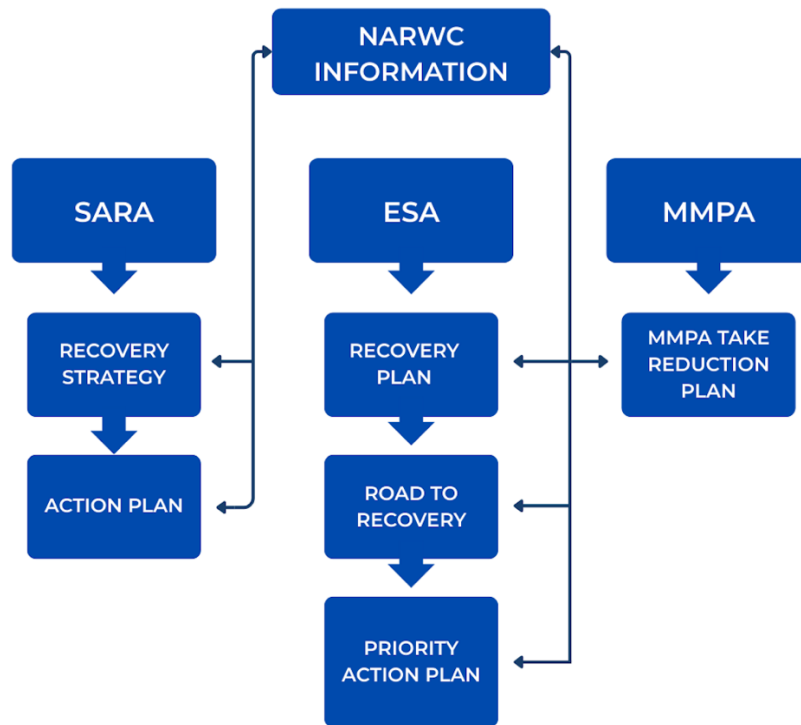 NARWC
INFORMATION
SARA
ESA
MMPA
RECOVERY
STRATEGY
RECOVERY
PLAN
MMPA TAKE
REDUCTION
PLAN
ACTION PLAN
ROAD TO
RECOVERY
PRIORITY
ACTION PLAN